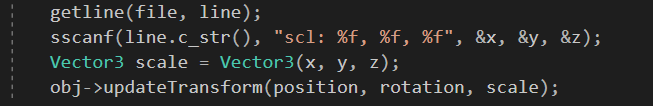 getline(file, line);
sscanf(line.c_str(), "scl: %f, %f, %f", &x, &y, &z);
Vector3 scale = Vector3(x, y, z);
obj->updateTransform(position, rotation, scale);